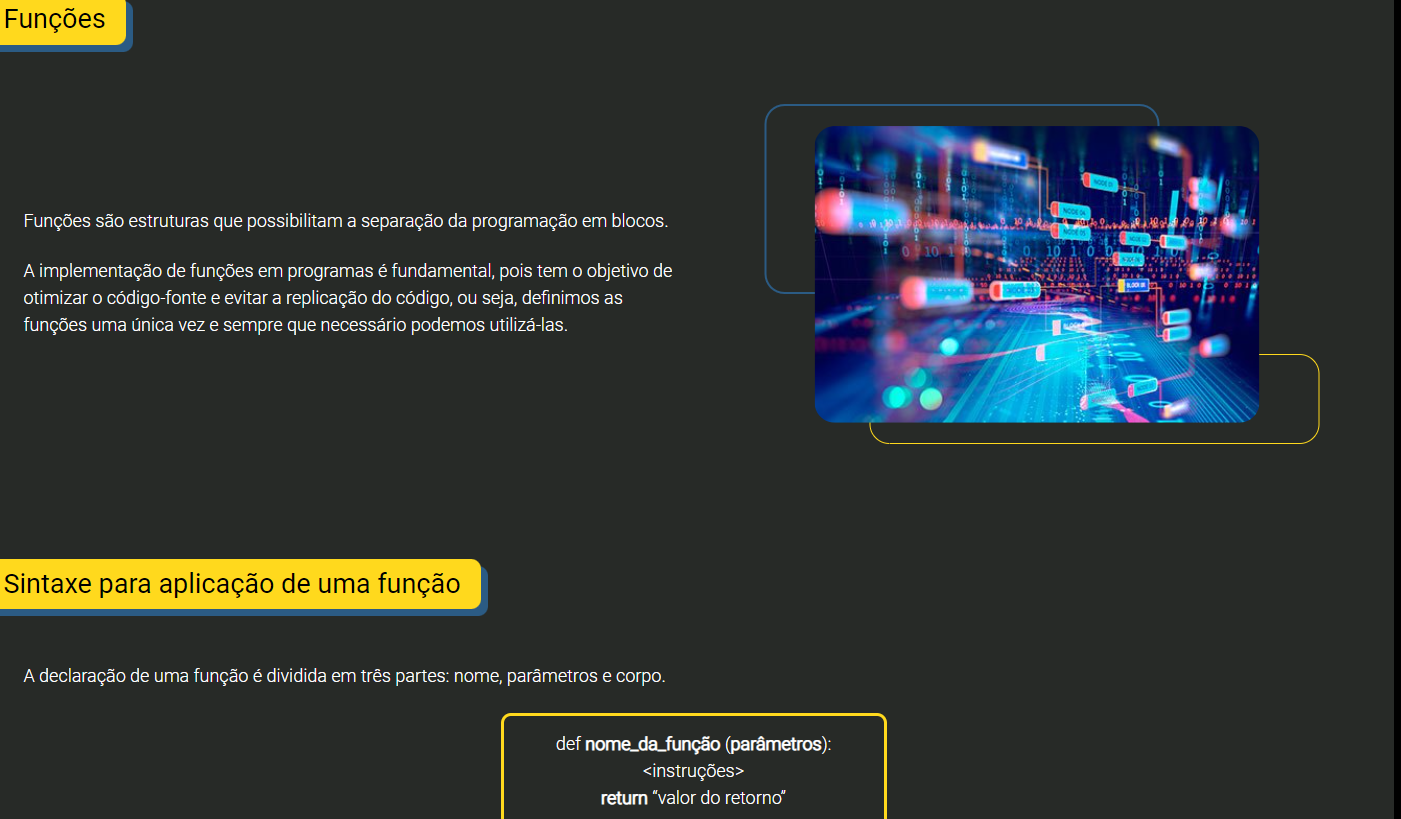 Funções
Funções são estruturas que possibilitam a separação da programação em blocos.
A implementação de funções em programas é fundamental, pois tem o objetivo de
otimizar o código-fonte e evitar a replicação do código, ou seja, definimos as
funções uma única vez e sempre que necessário podemos utilizá-las.
Sintaxe para aplicação de uma função
A declaração de uma função é dividida em três partes: nome, parâmetros e corpo.
def nome_da_função (parâmetros):
<instruções>
return “valor do retorno”